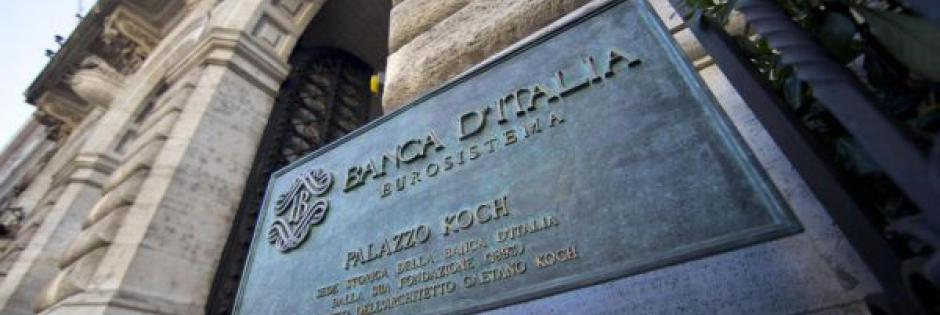 BANCA D'ITALIA
EUROSISTEMA
PALAZZO KOCH
SEDE STORICA DELLA BANCA D'ITALIA
DALLA SUA FONDAZIONE (1893)
DELL'ARCHITETTO GAETANO KOCH